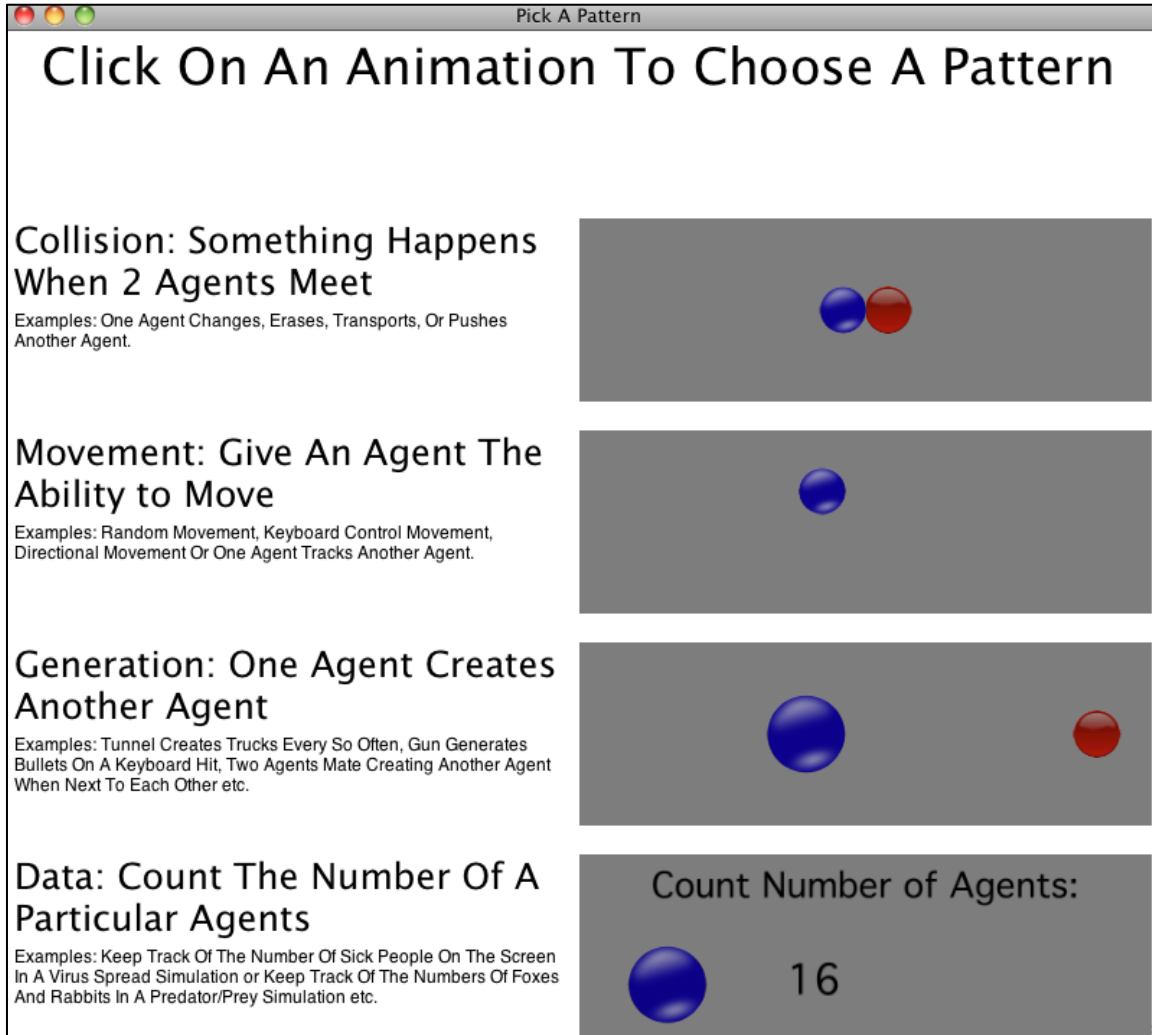 Pick A Pattern
Click On An Animation To Choose A Pattern
Collision: Something Happens
When 2 Agents Meet
Examples: One Agent Changes, Erases, Transports, Or Pushes
Another Agent.
Movement: Give An Agent The
Ability to Move
Examples: Random Movement, Keyboard Control Movement,
Directional Movement Or One Agent Tracks Another Agent.
Generation: One Agent Creates
Another Agent
Examples: Tunnel Creates Trucks Every So Often, Gun Generates
Bullets On A Keyboard Hit, Two Agents Mate Creating Another Agent
When Next To Each Other etc.
Data: Count The Number Of A
Particular Agents
Examples: Keep Track Of The Number Of Sick People On The Screen
In A Virus Spread Simulation or Keep Track Of The Numbers Of Foxes
And Rabbits In A Predator/Prey Simulation etc.
Count Number of Agents:
16